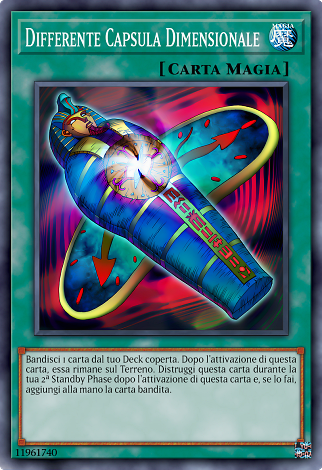 DIFFERENTE CAPSULA DIMENSIONALE
MAGIA
魔
[CARTA MAGIA]
Bandisci 1 carta dal tuo Deck coperta. Dopo l'attivazione di questa
carta, essa rimane sul Terreno. Distruggi questa carta durante la
tua 2ª Standby Phase dopo l'attivazione di questa carta e, se lo fai,
aggiungi alla mano la carta bandita.
11961740